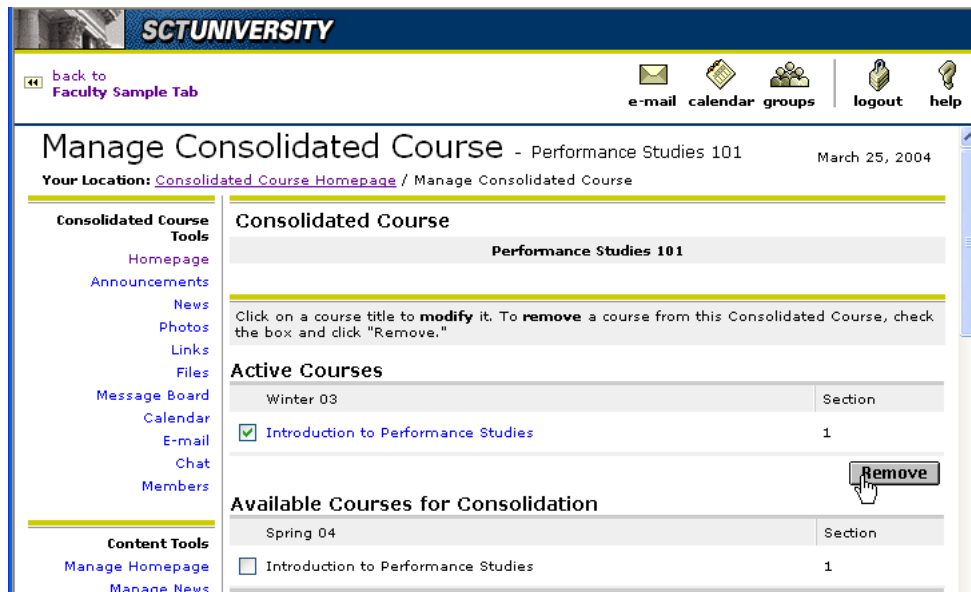 SCTUNIVERSITY
back to
Faculty Sample Tab
e-mail calendar groups logout help
Manage Consolidated Course - Performance Studies 101
March 25, 2004
Your Location: Consolidated Course Homepage / Manage Consolidated Course
Consolidated Course
Tools
Homepage
Announcements
News
Photos
Links
Files
Message Board
Calendar
E-mail
Chat
Members
Content Tools
Manage Homepage
Manage News
Consolidated Course
Performance Studies 101
Click on a course title to modify it. To remove a course from this Consolidated Course, check
the box and click "Remove."
Active Courses
Winter 03 Section
Introduction to Performance Studies 1
Remove
Available Courses for Consolidation
Spring 04 Section
Introduction to Performance Studies 1